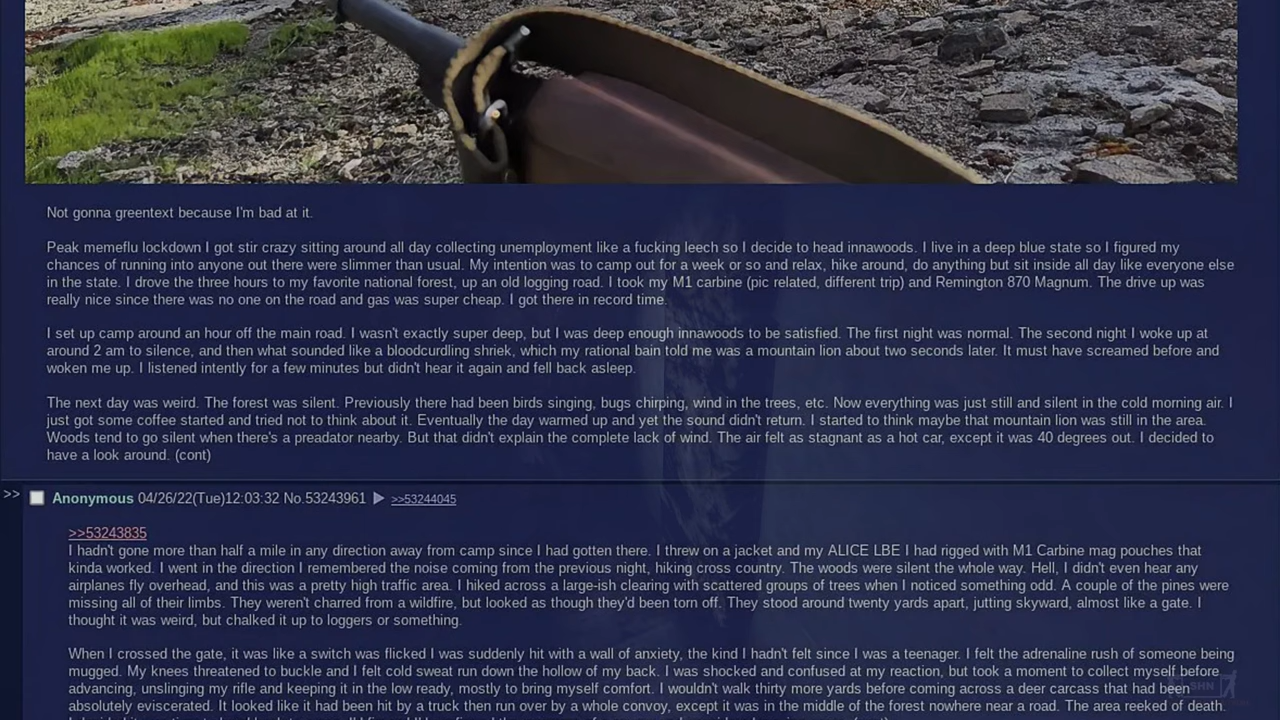 Not gonna greentext because I'm bad at it.
Peak memeflu lockdown I got stir crazy sitting around all day collecting unemployment like a fucking leech so I decide to head innawoods. I live in a deep blue state so I figured my
chances of running into anyone out there were slimmer than usual. My intention was to camp out for a week or so and relax, hike around, do anything but sit inside all day like everyone else
in the state. I drove the three hours to my favorite national forest, up an old logging road. I took my M1 carbine (pic related, different trip) and Remington 870 Magnum. The drive up was
really nice since there was no one on the road and gas was super cheap. I got there in record time.
I set up camp around an hour off the main road. I wasn't exactly super deep, but I was deep enough innawoods to be satisfied. The first night was normal. The second night I woke up at
around 2 am to silence, and then what sounded like a bloodcurdling shriek, which my rational bain told me was a mountain lion about two seconds later. It must have screamed before and
woken me up. I listened intently for a few minutes but didn't hear it again and fell back asleep.
The next day was weird. The forest was silent. Previously there had been birds singing, bugs chirping, wind in the trees, etc. Now everything was just still and silent in the cold morning air. I
just got some coffee started and tried not to think about it. Eventually the day warmed up and yet the sound didn't return. I started to think maybe that mountain lion was still in the area.
Woods tend to go silent when there's a preadator nearby. But that didn't explain the complete lack of wind. The air felt as stagnant as a hot car, except it was 40 degrees out. I decided to
have a look around. (cont)
>> Anonymous 04/26/22(Tue)12:03:32 No.53243961 ▶ >>53244045
>>53243835
I hadn't gone more than half a mile in any direction away from camp since I had gotten there. I threw on a jacket and my ALICE LBE I had rigged with M1 Carbine mag pouches that
kinda worked. I went in the direction I remembered the noise coming from the previous night, hiking cross country. The woods were silent the whole way. Hell, I didn't even hear any
airplanes fly overhead, and this was a pretty high traffic area. I hiked across a large-ish clearing with scattered groups of trees when I noticed something odd. A couple of the pines were
missing all of their limbs. They weren't charred from a wildfire, but looked as though they'd been torn off. They stood around twenty yards apart, jutting skyward, almost like a gate. I
thought it was weird, but chalked it up to loggers or something.
When I crossed the gate, it was like a switch was flicked I was suddenly hit with a wall of anxiety, the kind I hadn't felt since I was a teenager. I felt the adrenaline rush of someone being
mugged. My knees threatened to buckle and I felt cold sweat run down the hollow of my back. I was shocked and confused at my reaction, but took a moment to collect myself before
advancing, unslinging my rifle and keeping it in the low ready, mostly to bring myself comfort. I wouldn't walk thirty more yards before coming across a deer carcass that had been
absolutely eviscerated. It looked like it had been hit by a truck then run over by a whole convoy, except it was in the middle of the forest nowhere near a road. The area reeked of death.
SHN